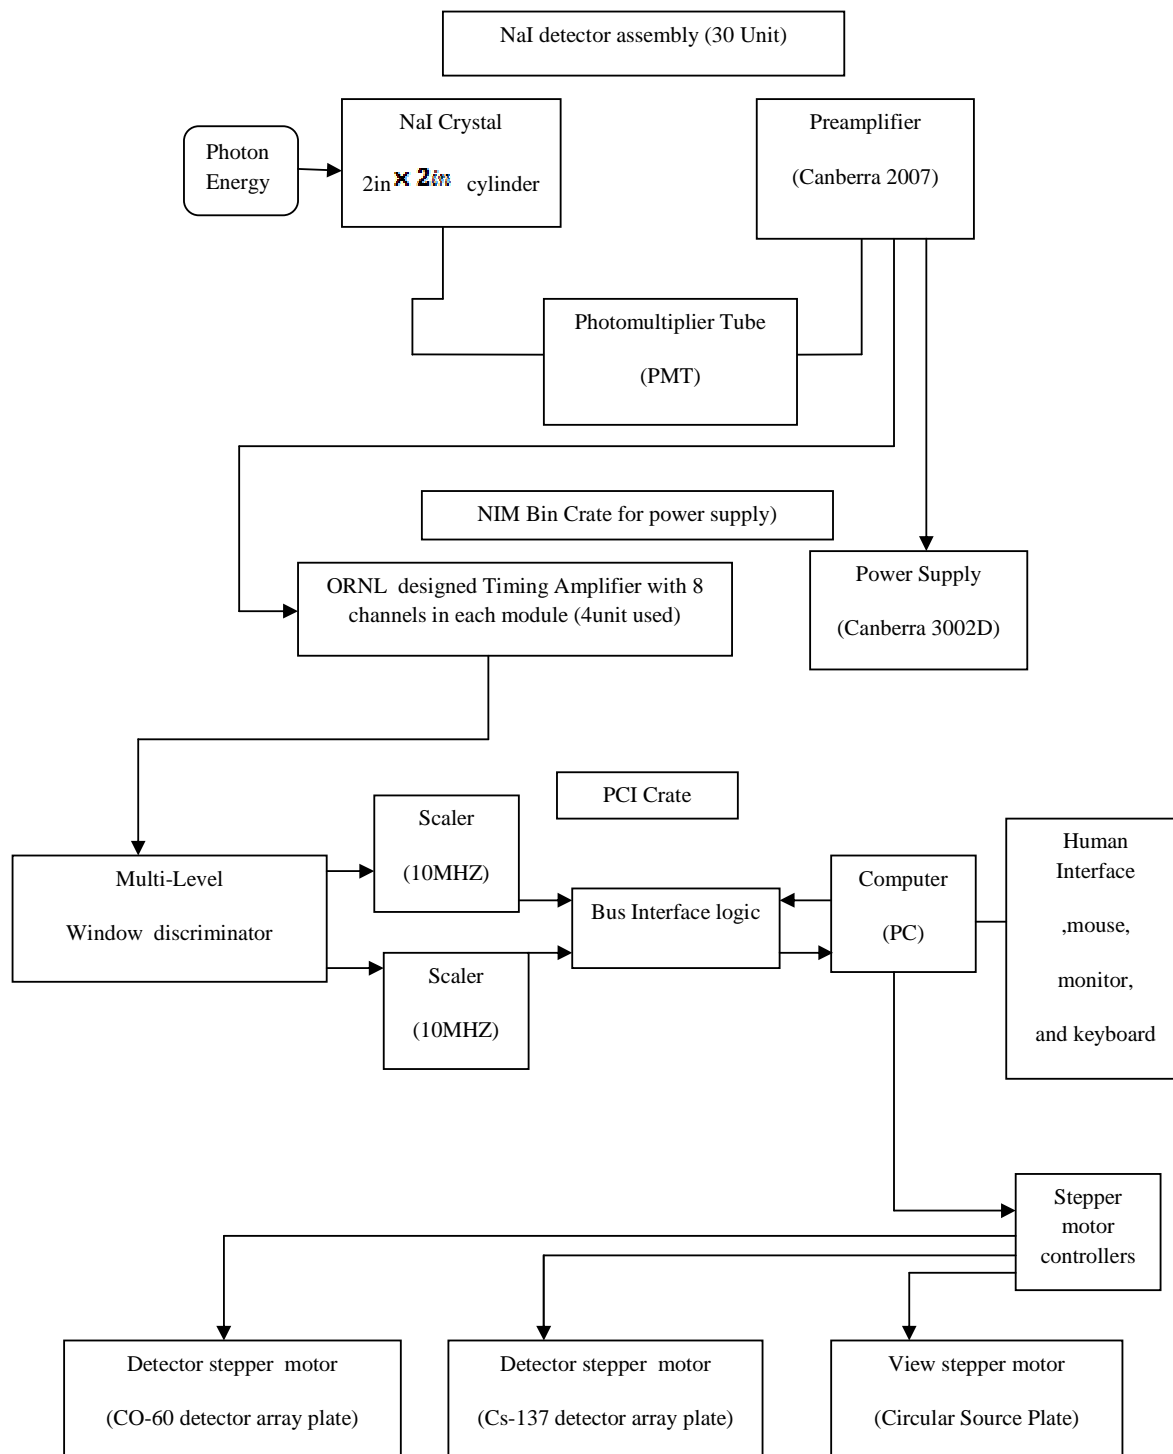 NaI detector assembly (30 Unit)
Photon
Energy
NaI Crystal
2in × 2in cylinder
Preamplifier
(Canberra 2007)
Photomultiplier Tube
(PMT)
NIM Bin Crate for power supply)
ORNL designed Timing Amplifier with 8
channels in each module (4unit used)
Power Supply
(Canberra 3002D)
PCI Crate
Multi-Level
Window discriminator
Scaler
(10MHZ)
Scaler
(10MHZ)
Bus Interface logic
Computer
(PC)
Human
Interface
,mouse,
monitor,
and keyboard
Stepper
motor
controllers
Detector stepper motor
(CO-60 detector array plate)
Detector stepper motor
(Cs-137 detector array plate)
View stepper motor
(Circular Source Plate)